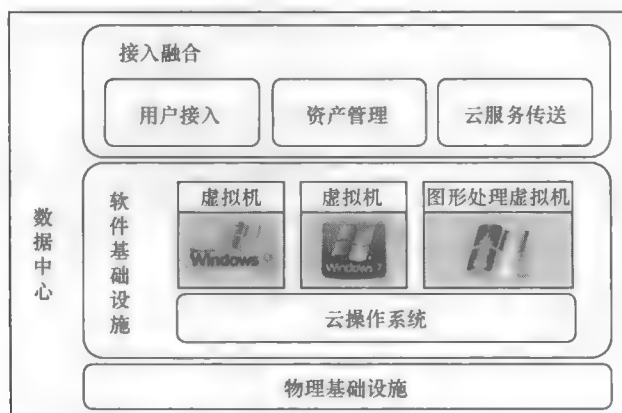 接入融合
用户接入
资产管理
云服务传送
数据中心
软件基础设施
虚拟机
虚拟机
图形处理虚拟机
Windows
Windows 7
云操作系统
物理基础设施